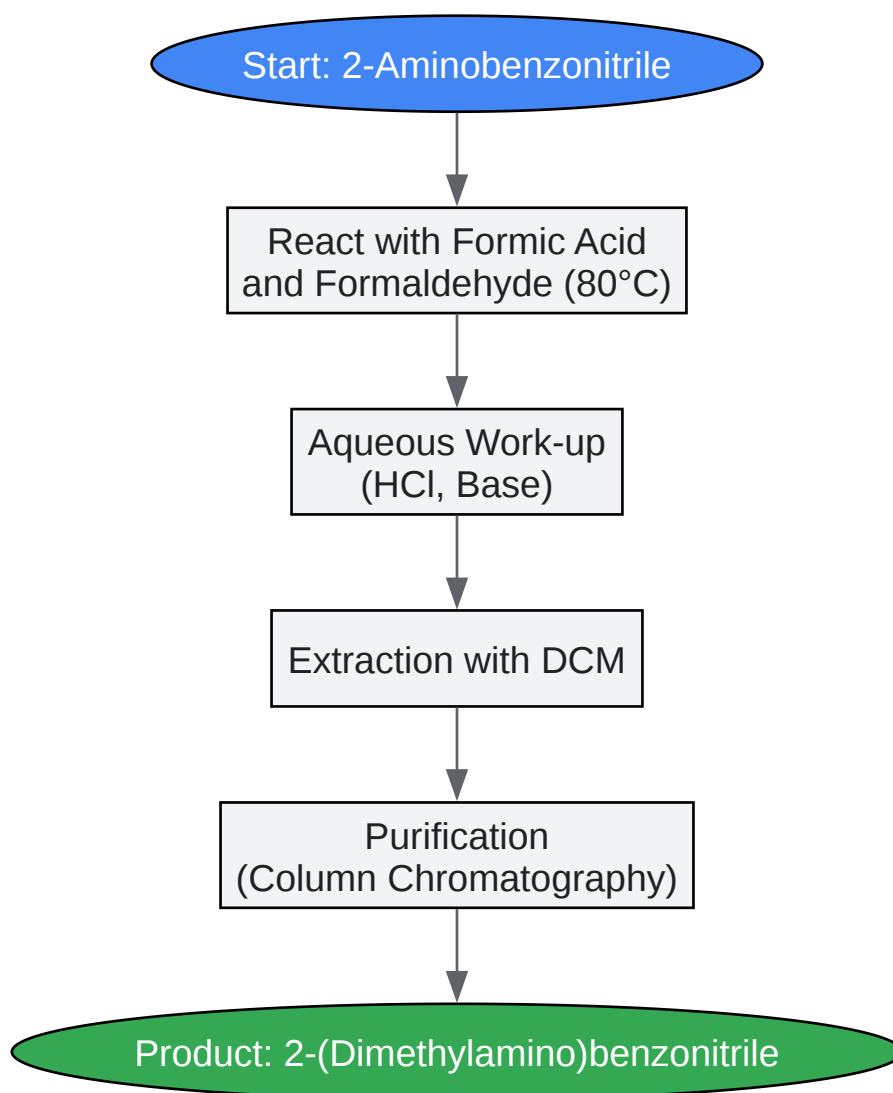 Start: 2-Aminobenzonitrile
React with Formic Acid
and Formaldehyde (80°C)
Aqueous Work-up
(HCl, Base)
Extraction with DCM
Purification
(Column Chromatography)
Product: 2-(Dimethylamino)benzonitrile